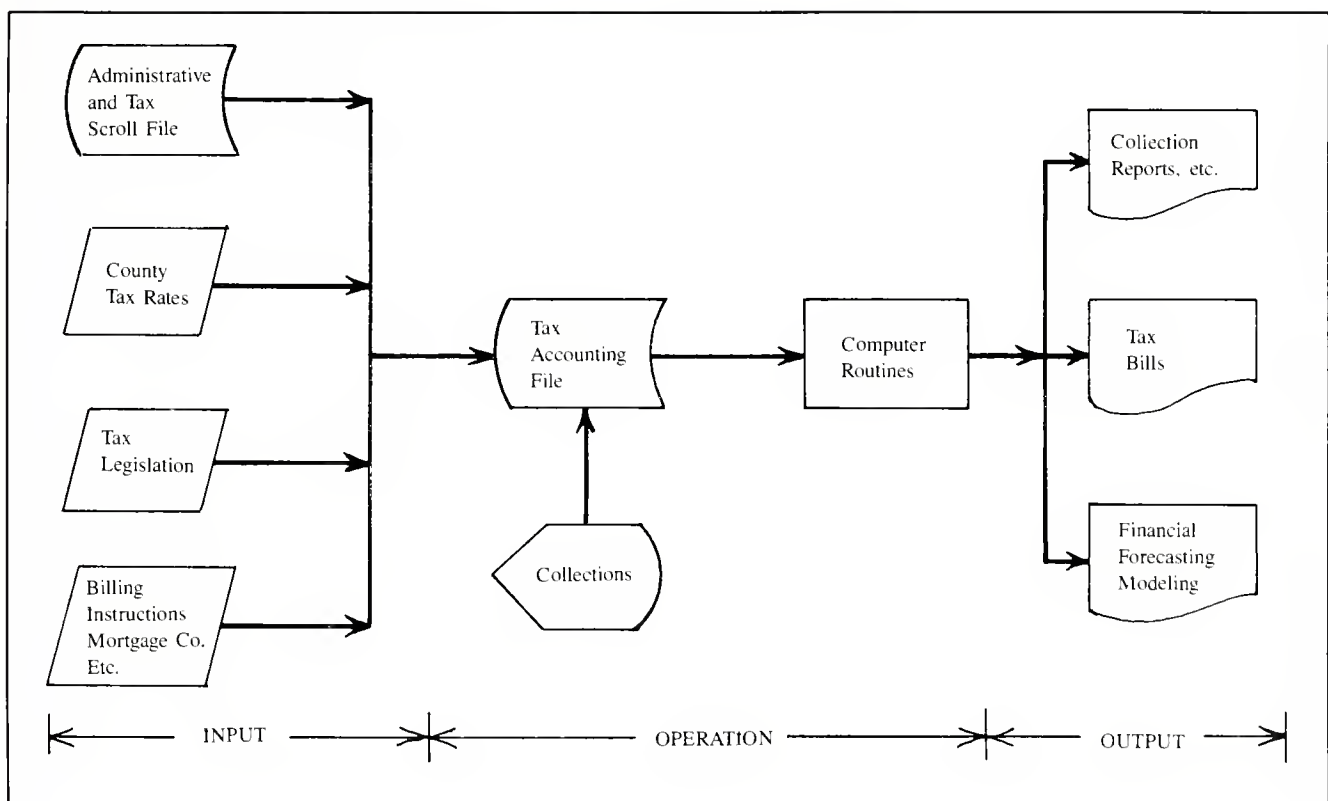 Administrative
and Tax
Scroll File
County
Tax Rates
Tax
Legislation
Billing
Instructions
Mortgage Co.
Etc.
Tax
Accounting
File
Collections
Computer
Routines
Collection
Reports, etc.
Tax
Bills
Financial
Forecasting
Modeling
INPUT
OPERATION
OUTPUT